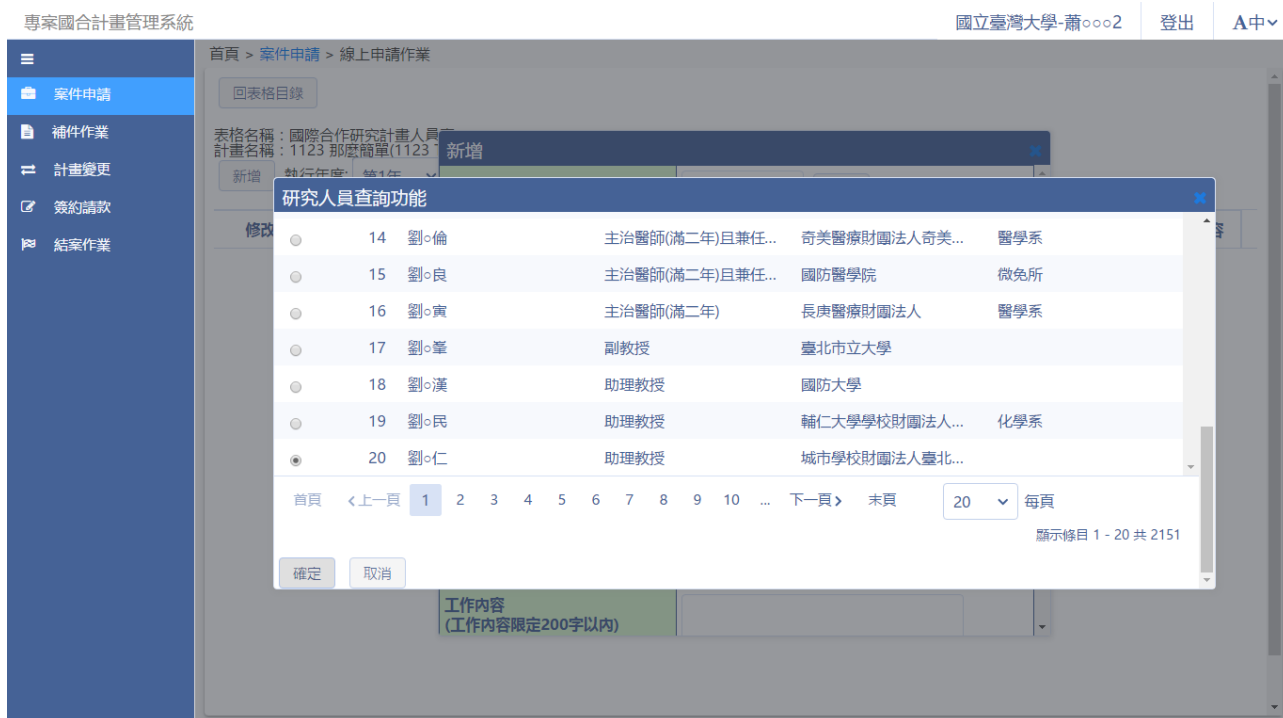 專案國合計畫管理系統
國立臺灣大學-蕭○○○2 登出 A中
首頁 > 案件申請 > 線上申請作業
案件申請
補件作業
計畫變更
簽約請款
結案作業
回表格目錄
表格名稱：國際合作研究計畫人員
計畫名稱：1123 那麼簡單(1123
新增 執行年度: 第1年
新增
修改
研究人員查詢功能
14 劉○倫 主治醫師(滿二年)且兼任... 奇美醫療財團法人奇美... 醫學系
15 劉○良 主治醫師(滿二年)且兼任... 國防醫學院 微免所
16 劉○寅 主治醫師(滿二年) 長庚醫療財團法人 醫學系
17 劉○峯 副教授 臺北市立大學
18 劉○漢 助理教授 國防大學
19 劉○民 助理教授 輔仁大學學校財團法人... 化學系
20 劉○仁 助理教授 城市學校財團法人臺北...
首頁 上一頁 1 2 3 4 5 6 7 8 9 10 ... 下一頁 末頁 20 每頁
顯示條目 1 - 20 共 2151
確定 取消
工作內容
(工作內容限定200字以內)